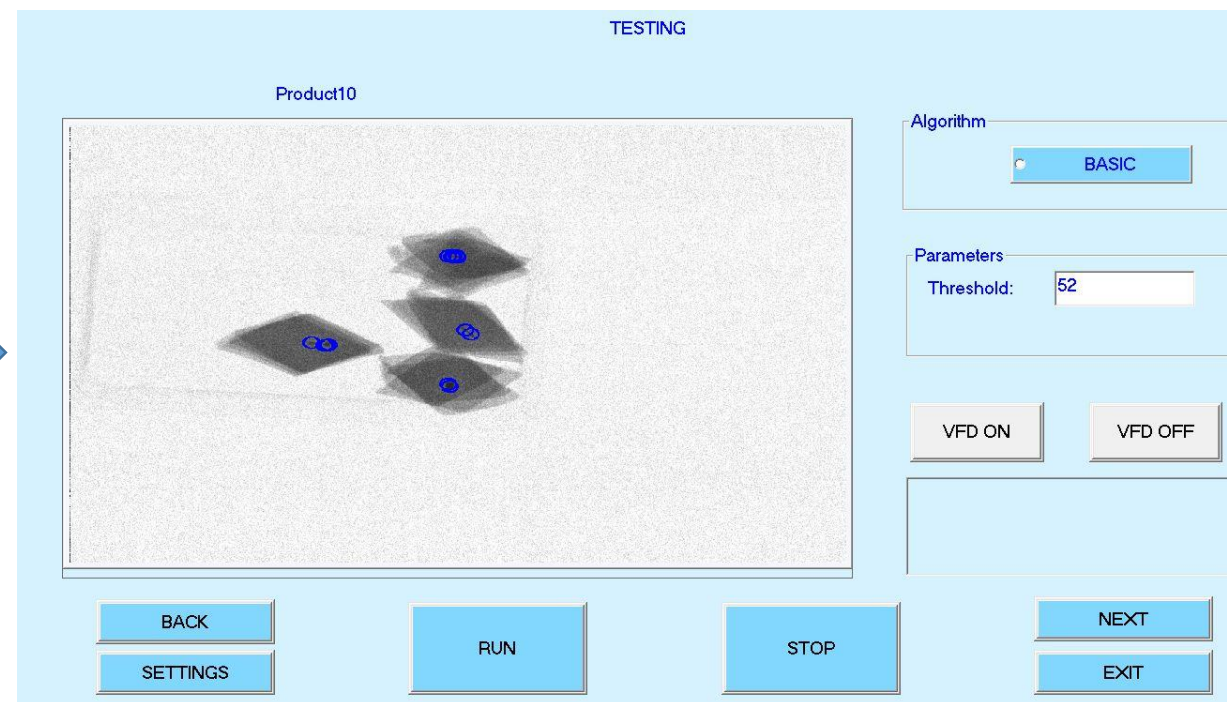 TESTING
Product10
Algorithm
BASIC
Parameters
Threshold: 52
VFD ON
VFD OFF
BACK
RUN
STOP
NEXT
SETTINGS
EXIT